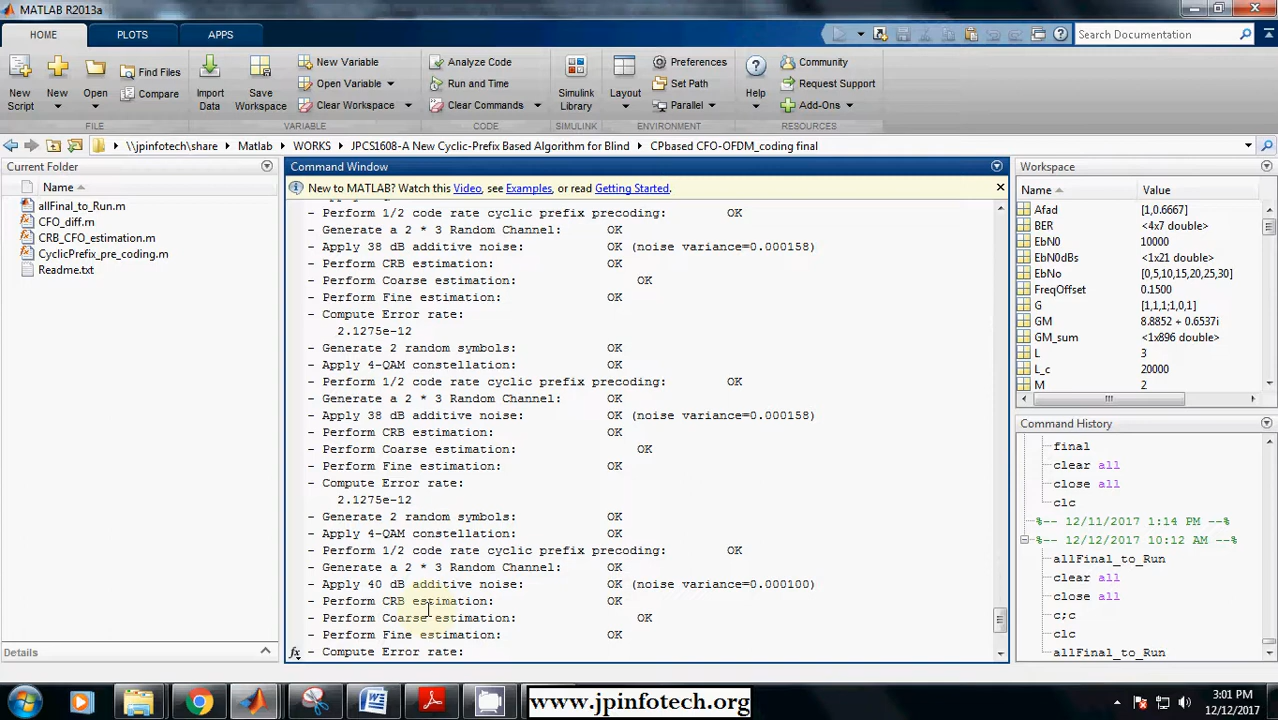 MATLAB R2013a
HOME
PLOTS
APPS
Search Documentation
New Script
New
Open
Find Files
Compare
Import Data
Save Workspace
New Variable
Open Variable
Clear Workspace
Analyze Code
Run and Time
Clear Commands
Simulink Library
Layout
Preferences
Set Path
Parallel
Help
Community
Request Support
Add-Ons
FILE
VARIABLE
CODE
SIMULINK
ENVIRONMENT
RESOURCES
\\jpinfotech\share
Matlab
WORKS
JPCS1608-A New Cyclic-Prefix Based Algorithm for Blind
CPbased CFO-OFDM_coding final
Current Folder
Name
allFinal_to_Run.m
CFO_diff.m
CRB_CFO_estimation.m
CyclicPrefix_pre_coding.m
Readme.txt
Details
Command Window
New to MATLAB? Watch this Video, see Examples, or read Getting Started.
- Perform 1/2 code rate cyclic prefix precoding: OK
- Generate a 2 * 3 Random Channel: OK
- Apply 38 dB additive noise: OK (noise variance=0.000158)
- Perform CRB estimation: OK
- Perform Coarse estimation: OK
- Perform Fine estimation: OK
- Compute Error rate:
2.1275e-12
- Generate 2 random symbols: OK
- Apply 4-QAM constellation: OK
- Perform 1/2 code rate cyclic prefix precoding: OK
- Generate a 2 * 3 Random Channel: OK
- Apply 38 dB additive noise: OK (noise variance=0.000158)
- Perform CRB estimation: OK
- Perform Coarse estimation: OK
- Perform Fine estimation: OK
- Compute Error rate:
2.1275e-12
- Generate 2 random symbols: OK
- Apply 4-QAM constellation: OK
- Perform 1/2 code rate cyclic prefix precoding: OK
- Generate a 2 * 3 Random Channel: OK
- Apply 40 dB additive noise: OK (noise variance=0.000100)
- Perform CRB estimation: OK
- Perform Coarse estimation: OK
- Perform Fine estimation: OK
fx - Compute Error rate:
Workspace
Name Value
Afad [1,0.6667]
BER <4x7 double>
EbN0 10000
EbN0dBs <1x21 double>
EbNo [0,5,10,15,20,25,30]
FreqOffset 0.1500
G [1,1,1;1,0,1]
GM 8.8852 + 0.6537i
GM_sum <1x896 double>
L 3
L_c 20000
M 2
Command History
final
clear all
close all
clc
%-- 12/11/2017 1:14 PM --%
%-- 12/12/2017 10:12 AM --%
allFinal_to_Run
clear all
close all
c;c
clc
allFinal_to_Run
www.jpinfotech.org
3:01 PM
12/12/2017